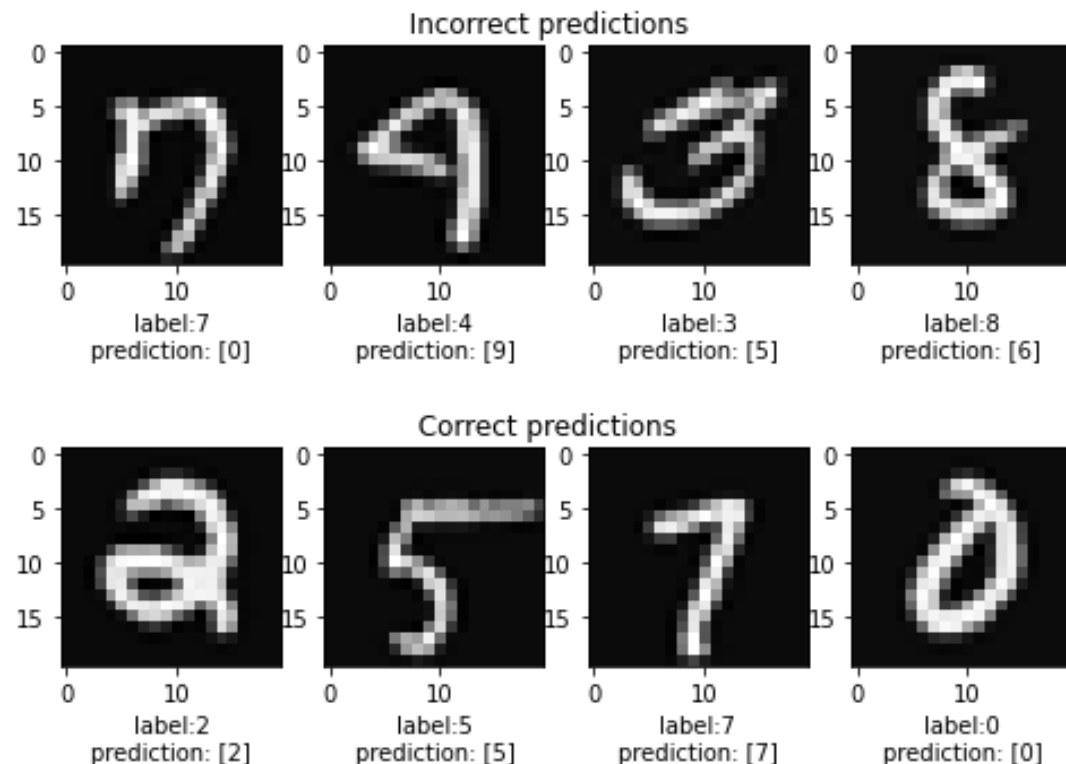 Incorrect predictions
0 0 0 0
5 5 5 5
10 10 10 10
15 15 15 15
0 10 0 10 0 10 0 10
label:7 label:4 label:3 label:8
prediction: [0] prediction: [9] prediction: [5] prediction: [6]
Correct predictions
0 0 0 0
5 5 5 5
10 10 10 10
15 15 15 15
0 10 0 10 0 10 0 10
label:2 label:5 label:7 label:0
prediction: [2] prediction: [5] prediction: [7] prediction: [0]